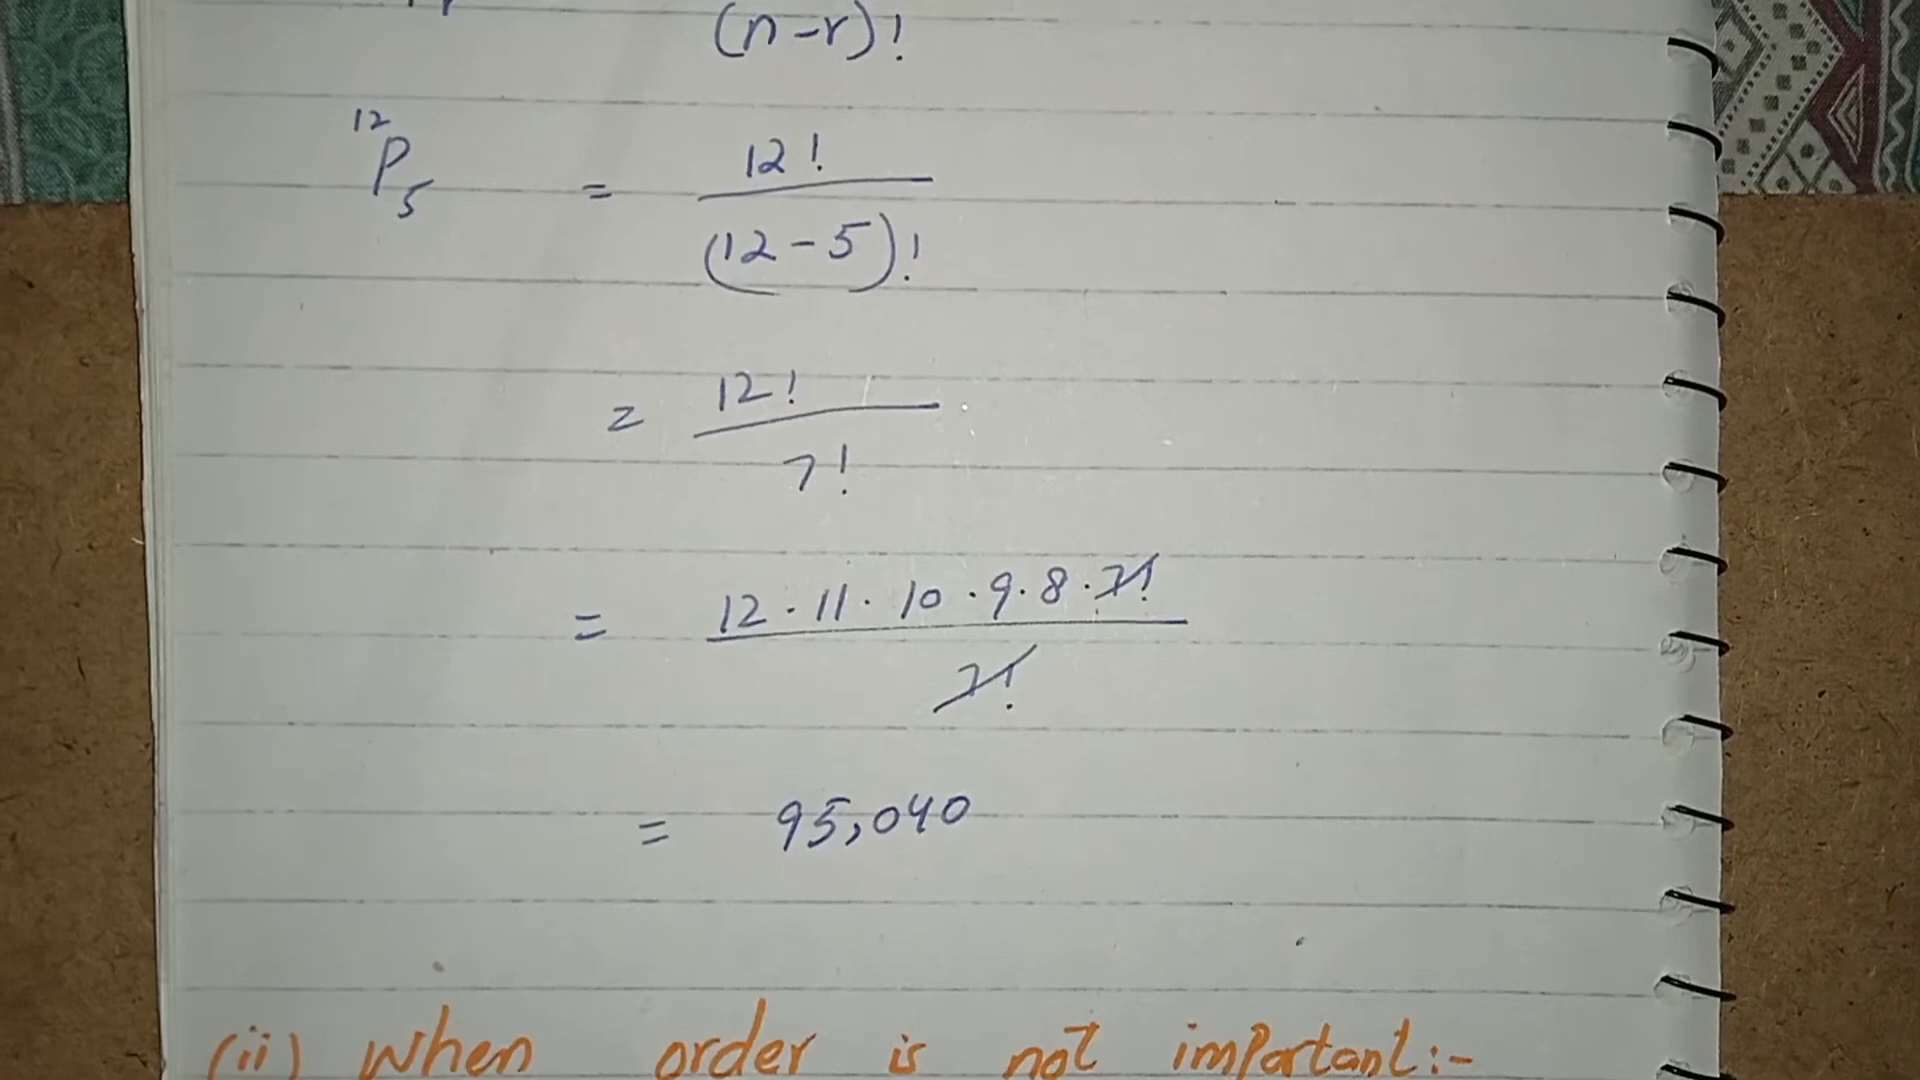 (n-r)!
¹²P₅ = 12! / (12-5)!
= 12! / 7!
= 12 · 11 · 10 · 9 · 8 · 7! / 7!
= 95,040
(ii) When order is not important:-